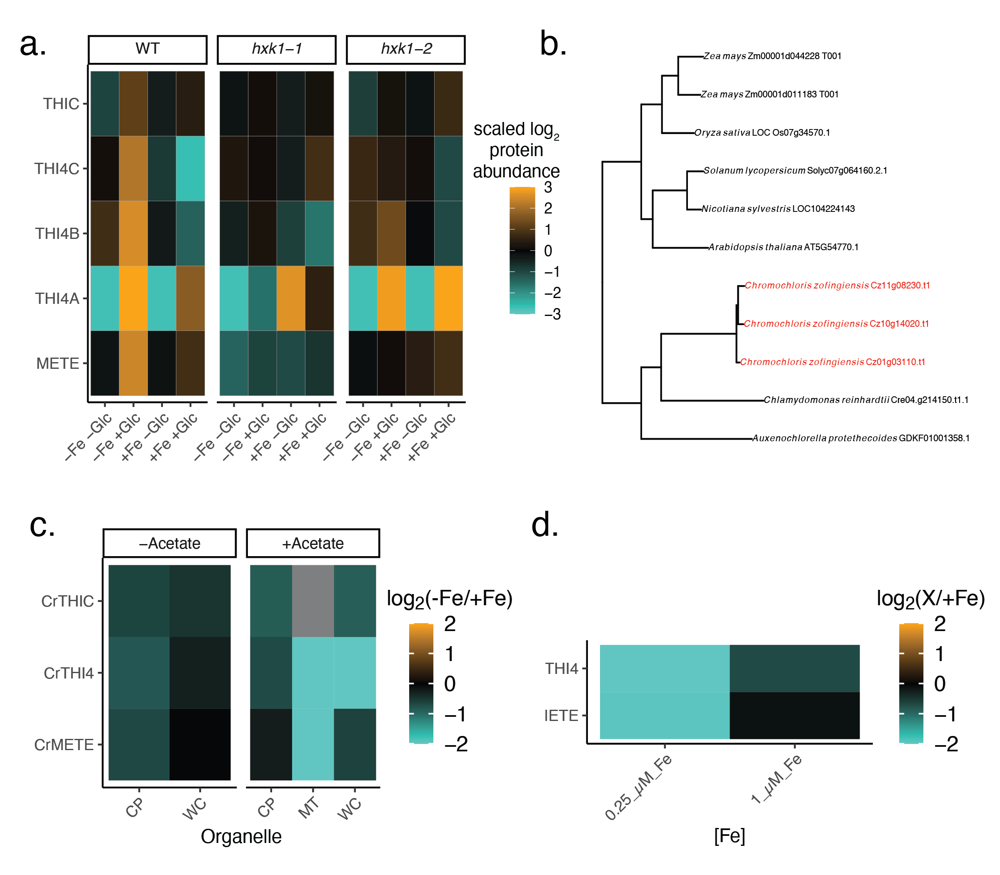 a.
WT
hxk1–1
hxk1–2
THIC
THI4C
THI4B
THI4A
METE
–Fe –Glc
–Fe +Glc
+Fe –Glc
+Fe +Glc
–Fe –Glc
–Fe +Glc
+Fe –Glc
+Fe +Glc
–Fe –Glc
–Fe +Glc
+Fe –Glc
+Fe +Glc
scaled log2
protein
abundance
3
2
1
0
–1
–2
–3
b.
Zea mays Zm00001d044228 T001
Zea mays Zm00001d011183 T001
Oryza sativa LOC Os07g34570.1
Solanum lycopersicum Solyc07g064160.2.1
Nicotiana sylvestris LOC104224143
Arabidopsis thaliana AT5G54770.1
Chromochloris zofingiensis Cz11g08230.t1
Chromochloris zofingiensis Cz10g14020.t1
Chromochloris zofingiensis Cz01g03110.t1
Chlamydomonas reinhardtii Cre04.g214150.t1.1
Auxenochlorella protethecoides GDKF01001358.1
c.
–Acetate
+Acetate
CrTHIC
CrTHI4
CrMETE
CP
WC
CP
MT
WC
Organelle
log2(-Fe/+Fe)
2
1
0
–1
–2
d.
THI4
IETE
0.25_µM_Fe
1_µM_Fe
[Fe]
log2(X/+Fe)
2
1
0
–1
–2